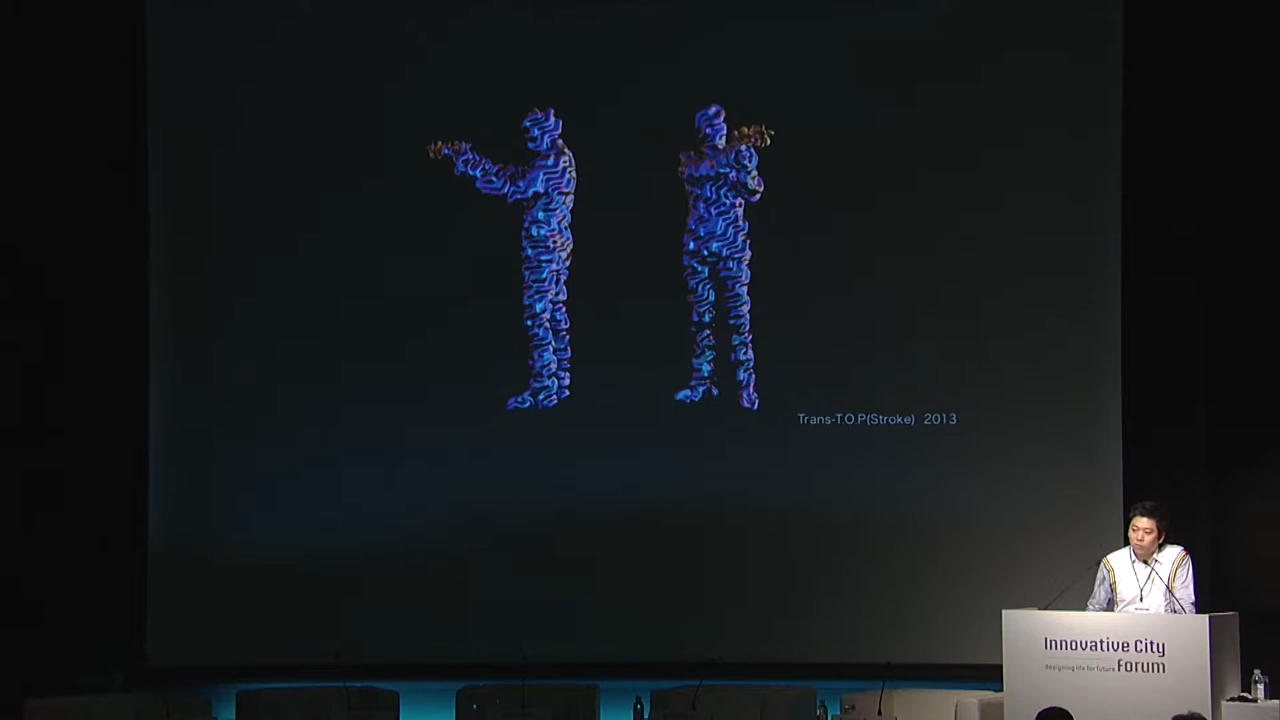 Trans-T.O.P(Stroke) 2013
Innovative City
designing life for future Forum